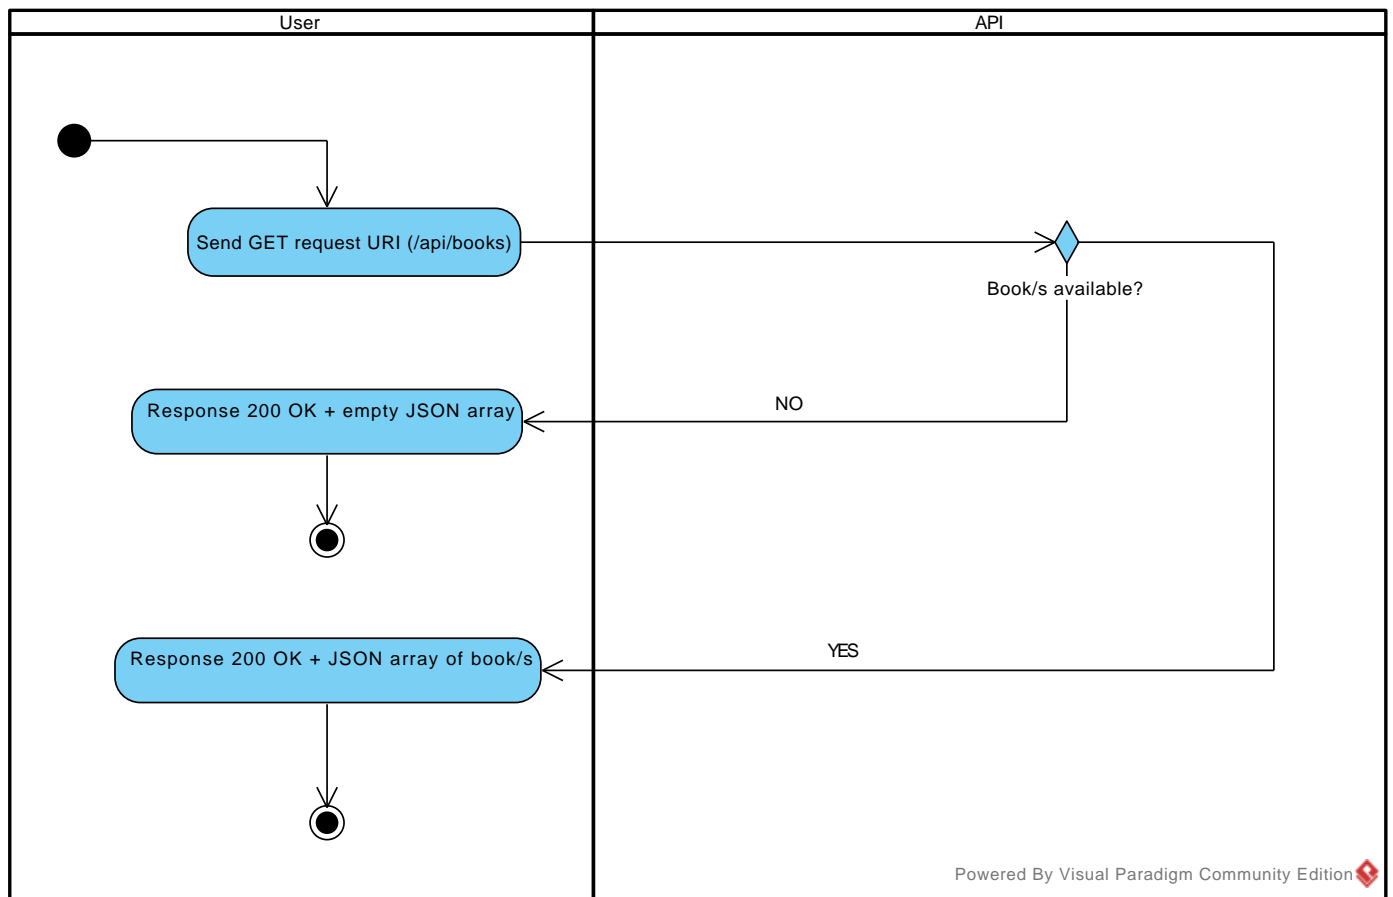 User
API
Send GET request URI (/api/books)
Book/s available?
Response 200 OK + empty JSON array
NO
Response 200 OK + JSON array of book/s
YES
Powered By Visual Paradigm Community Edition